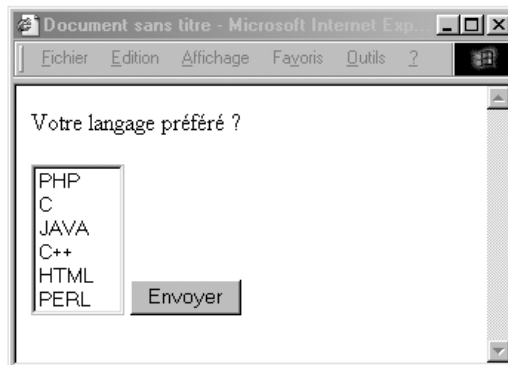 Document sans titre - Microsoft Internet Exp...
Fichier Edition Affichage Favoris Outils ?
Votre langage préféré ?
PHP
C
JAVA
C++
HTML
PERL
Envoyer